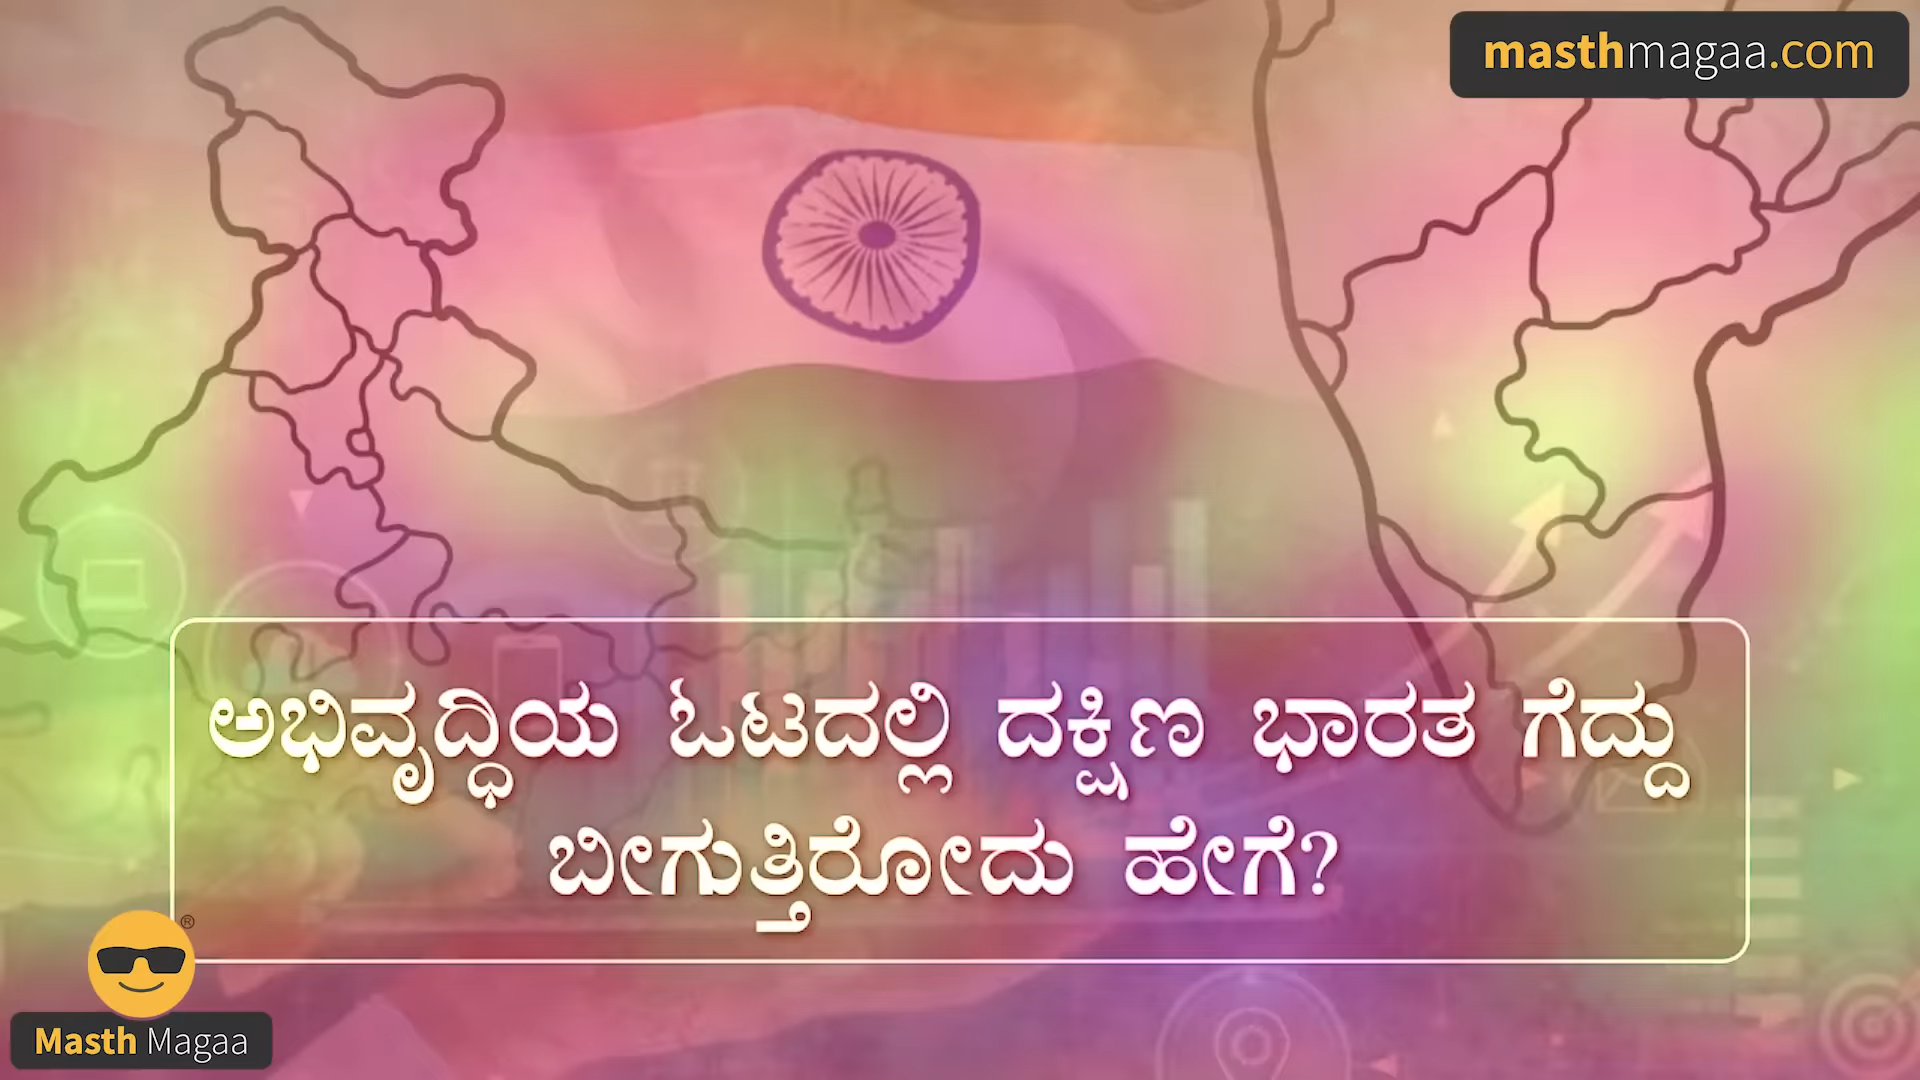 masthmagaa.com
ಅಭಿವೃದ್ಧಿಯ ಓಟದಲ್ಲಿ ದಕ್ಷಿಣ ಭಾರತ ಗೆದ್ದು
ಬೀಗುತ್ತಿರೋದು ಹೇಗೆ?
®
Masth Magaa